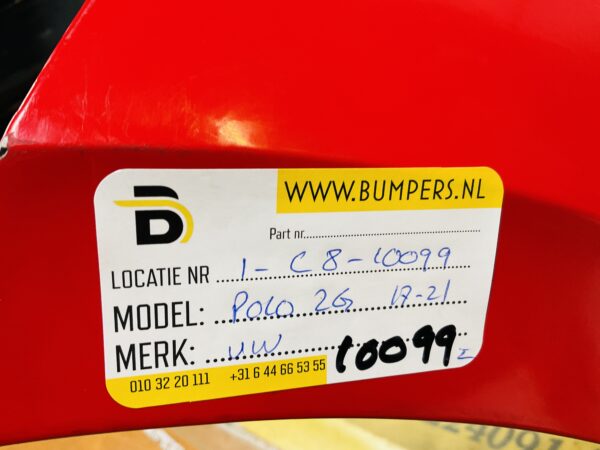 WWW.BUMPERS.NL
Part nr.
LOCATIE NR 1 - C 8 - 10099
MODEL: POLO 2G 17-21
MERK: VW
10099 I
010 32 20 111 +31 6 44 66 53 55